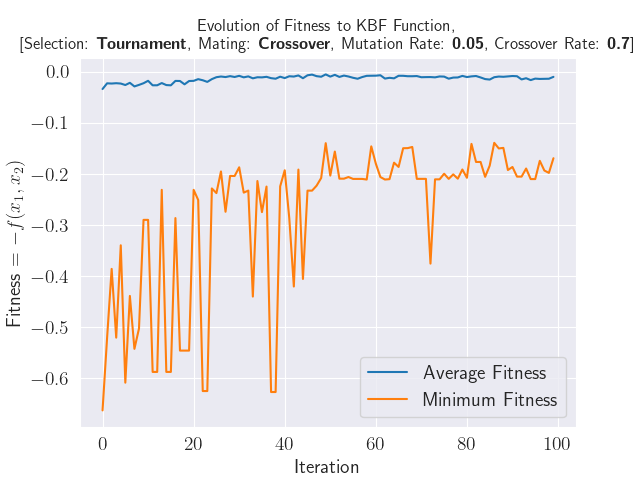 Evolution of Fitness to KBF Function,
[Selection: Tournament, Mating: Crossover, Mutation Rate: 0.05, Crossover Rate: 0.7]
0.0
−0.1
−0.2
−0.3
−0.4
−0.5
−0.6
Fitness = −f(x₁, x₂)
Average Fitness
Minimum Fitness
0 20 40 60 80 100
Iteration